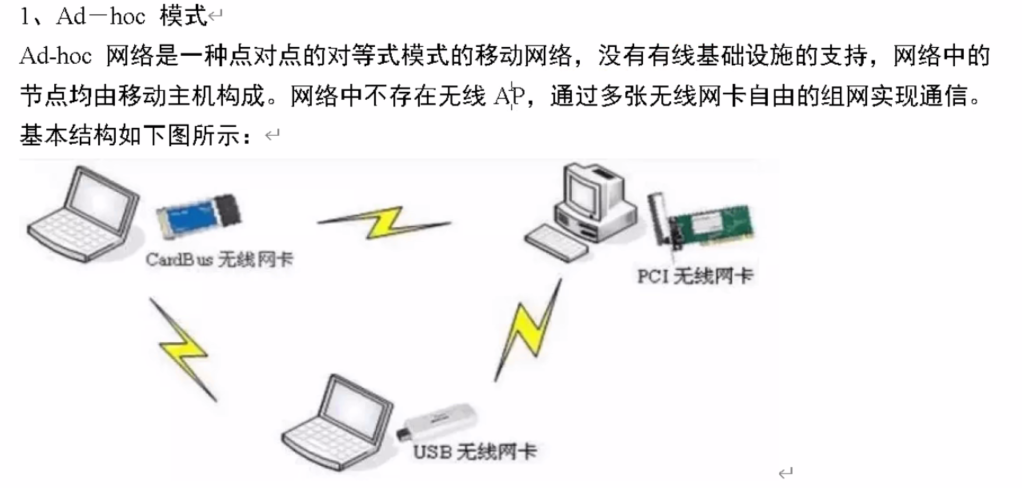 1、Ad－hoc 模式
Ad-hoc 网络是一种点对点的对等式模式的移动网络，没有有线基础设施的支持，网络中的
节点均由移动主机构成。网络中不存在无线 AP，通过多张无线网卡自由的组网实现通信。
基本结构如下图所示：
CardBus 无线网卡
PCI 无线网卡
USB 无线网卡